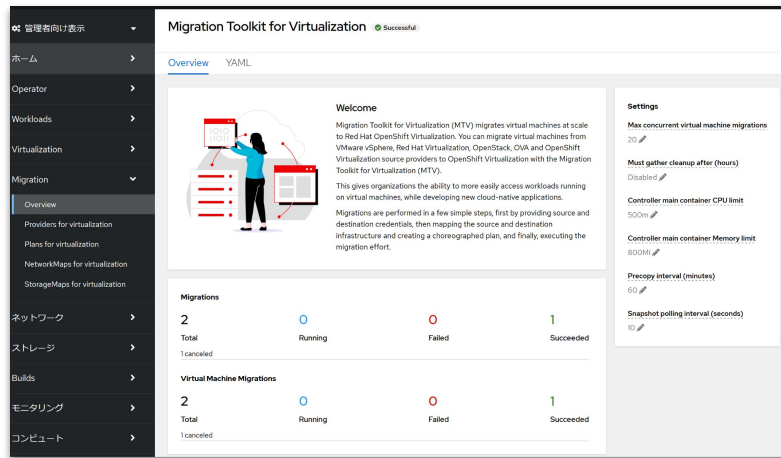 管理者向け表示
ホーム
Operator
Workloads
Virtualization
Migration
Overview
Providers for virtualization
Plans for virtualization
NetworkMaps for virtualization
StorageMaps for virtualization
ネットワーク
ストレージ
Builds
モニタリング
コンピュート
Migration Toolkit for Virtualization Successful
Overview YAML
Welcome
Migration Toolkit for Virtualization (MTV) migrates virtual machines at scale
to Red Hat OpenShift Virtualization. You can migrate virtual machines from
VMware vSphere, Red Hat Virtualization, OpenStack, OVA and OpenShift
Virtualization source providers to OpenShift Virtualization with the Migration
Toolkit for Virtualization (MTV).
This gives organizations the ability to more easily access workloads running
on virtual machines, while developing new cloud-native applications.
Migrations are performed in a few simple steps, first by providing source and
destination credentials, then mapping the source and destination
infrastructure and creating a choreographed plan, and finally, executing the
migration effort.
Migrations
2 0 0 1
Total Running Failed Succeeded
1 canceled
Virtual Machine Migrations
2 0 0 1
Total Running Failed Succeeded
1 canceled
Settings
Max concurrent virtual machine migrations
20
Must gather cleanup after (hours)
Disabled
Controller main container CPU limit
500m
Controller main container Memory limit
800Mi
Precopy interval (minutes)
60
Snapshot polling interval (seconds)
10